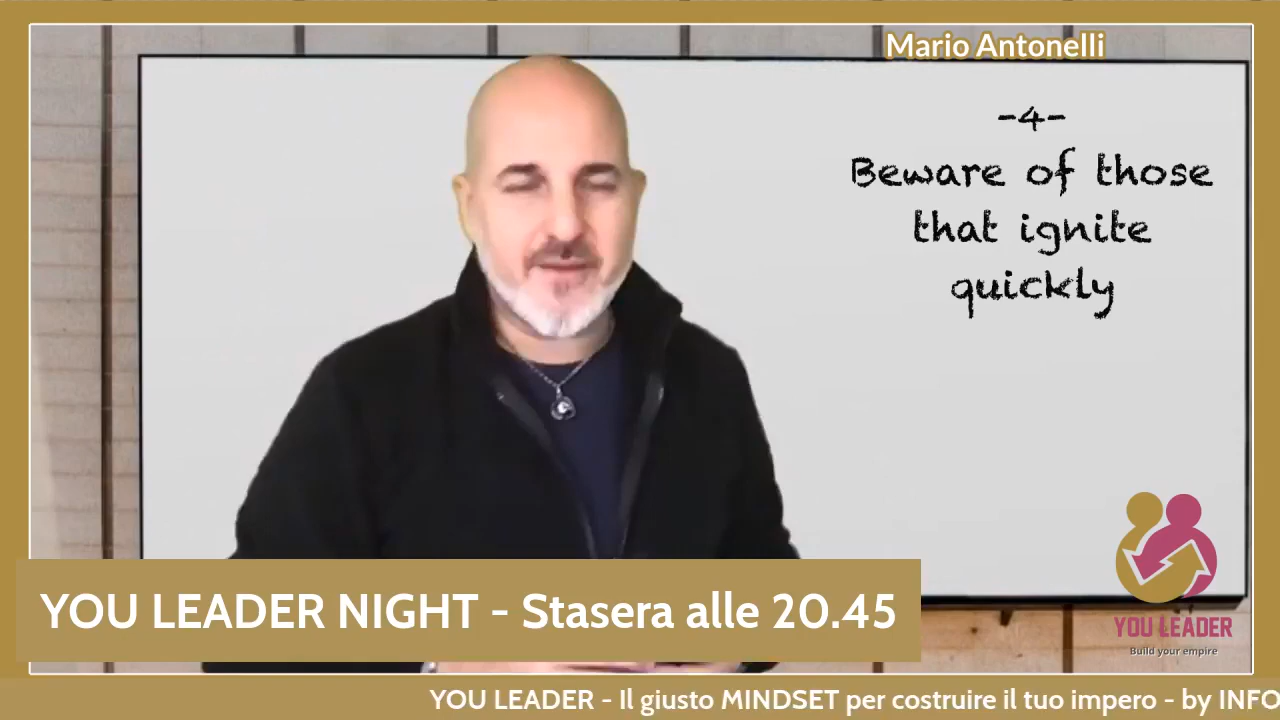 Mario Antonelli
-4-
Beware of those
that ignite
quickly
YOU LEADER
Build your empire
YOU LEADER NIGHT - Stasera alle 20.45
YOU LEADER - Il giusto MINDSET per costruire il tuo impero - by INFO